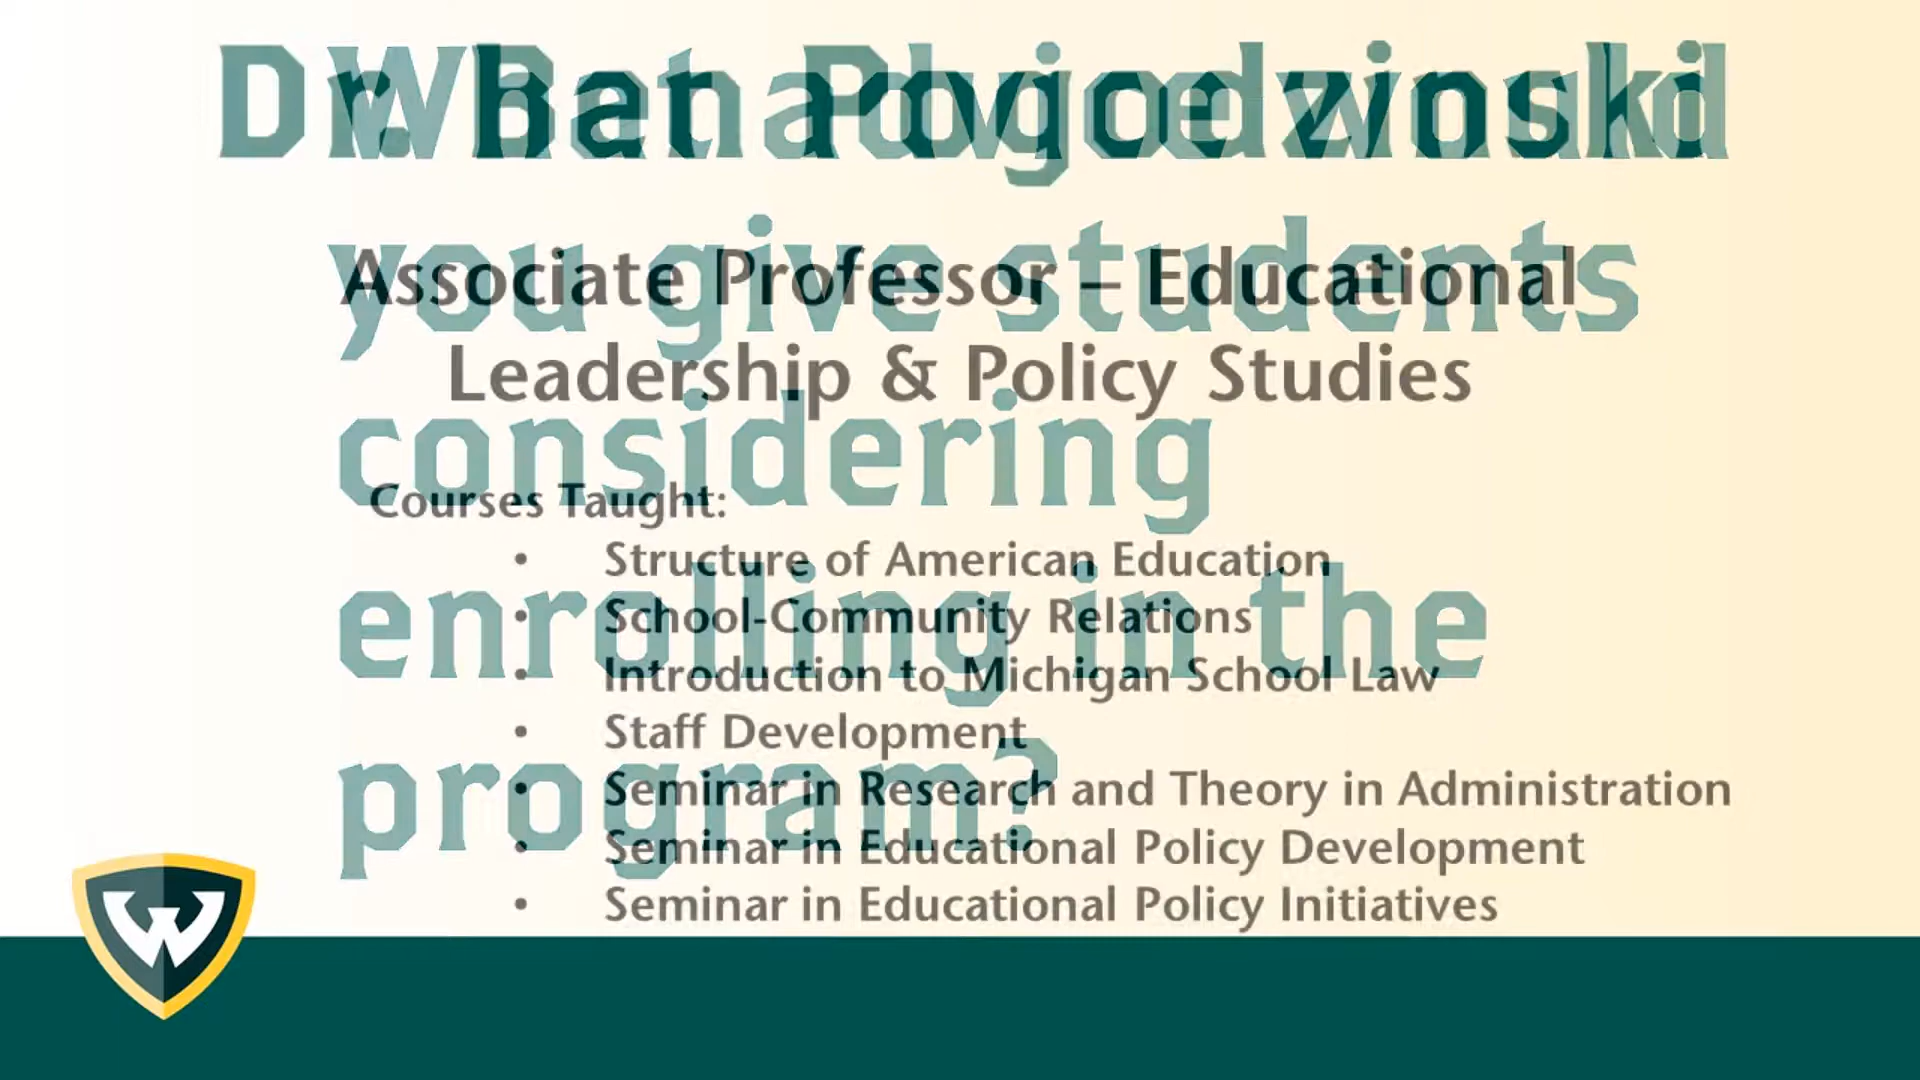 Dr. Ben Pogodzinski
Associate Professor – Educational
Leadership & Policy Studies
Courses Taught:
• Structure of American Education
• School-Community Relations
• Introduction to Michigan School Law
• Staff Development
• Seminar in Research and Theory in Administration
• Seminar in Educational Policy Development
• Seminar in Educational Policy Initiatives
What advice would
you give students
considering
enrolling in the
program?
W